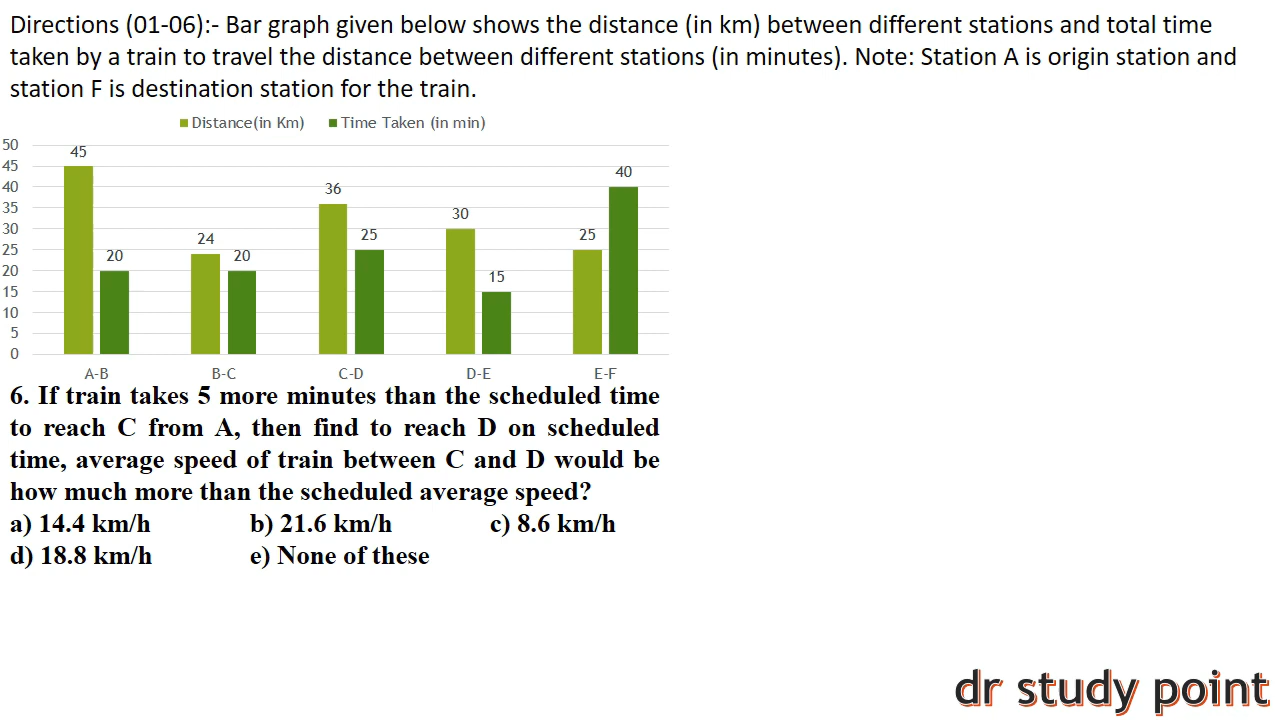 Directions (01-06):- Bar graph given below shows the distance (in km) between different stations and total time
taken by a train to travel the distance between different stations (in minutes). Note: Station A is origin station and
station F is destination station for the train.
Distance(in Km) Time Taken (in min)
50
45
40
35
30
25
20
15
10
5
0
45
20
24
20
36
25
30
15
25
40
A-B B-C C-D D-E E-F
6. If train takes 5 more minutes than the scheduled time
to reach C from A, then find to reach D on scheduled
time, average speed of train between C and D would be
how much more than the scheduled average speed?
a) 14.4 km/h b) 21.6 km/h c) 8.6 km/h
d) 18.8 km/h e) None of these
dr study point